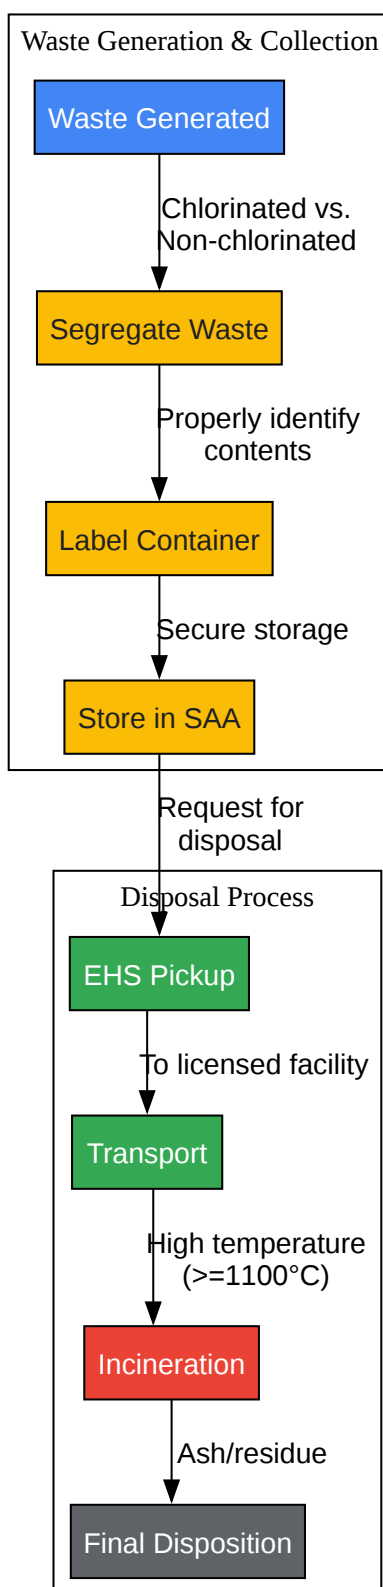 Waste Generation & Collection
Waste Generated
Chlorinated vs.
Non-chlorinated
Segregate Waste
Properly identify
contents
Label Container
Secure storage
Store in SAA
Request for
disposal
Disposal Process
EHS Pickup
To licensed facility
Transport
High temperature
(>=1100°C)
Incineration
Ash/residue
Final Disposition